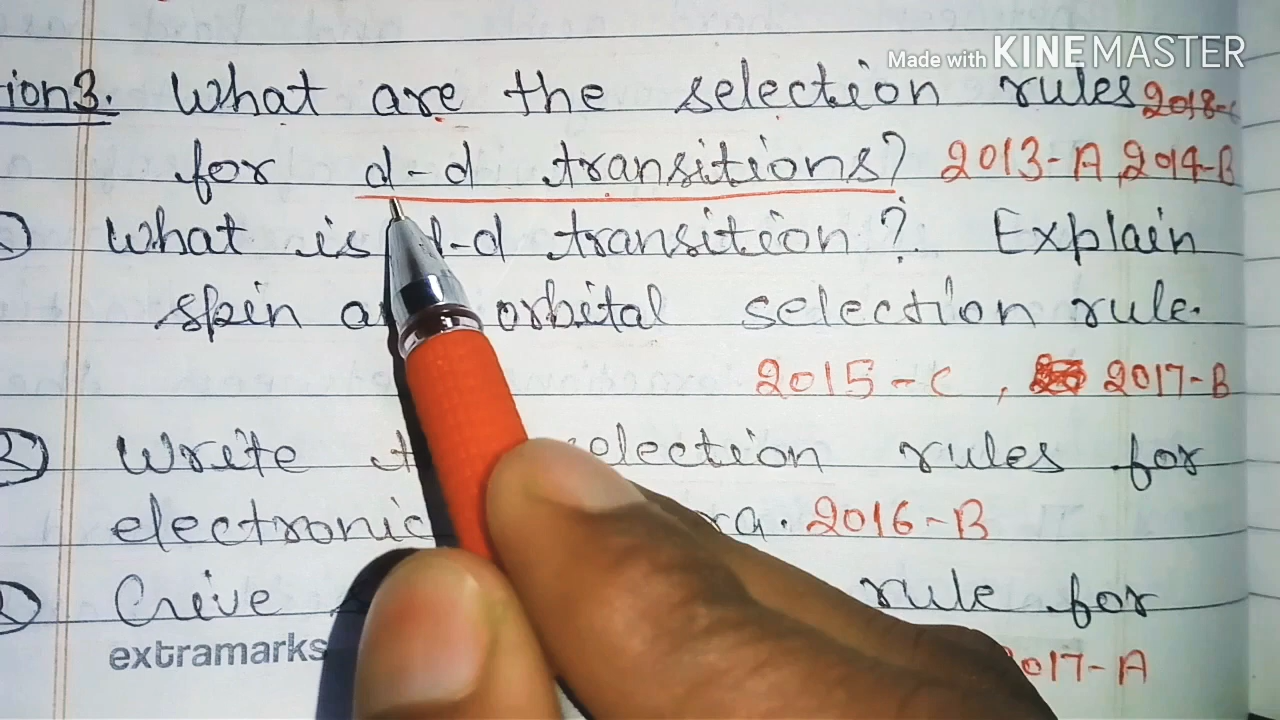 Made with KINEMASTER
ion3. What are the selection rules 2018-C
for d-d transitions? 2013-A, 2014-B
What is d-d transition? Explain
spin orbital selection rule.
2015-C, 2017-B
Write selection rules for
electronic 2016-B
Give rule for
extramarks
2017-A